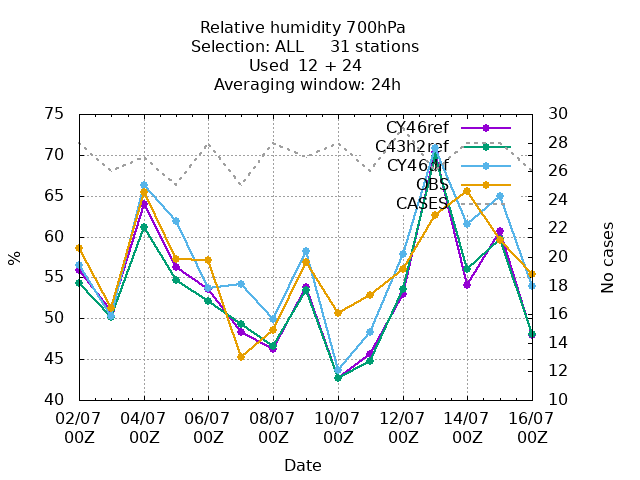 Relative humidity 700hPa
Selection: ALL 31 stations
Used 12 + 24
Averaging window: 24h
75 30
70 28
65 26
60 24
55 22
50 20
45 18
40 16
14
12
10
%
No cases
CY46ref
C43h2ref
CY46drf
OBS
CASES
02/07 04/07 06/07 08/07 10/07 12/07 14/07 16/07
00Z 00Z 00Z 00Z 00Z 00Z 00Z 00Z
Date